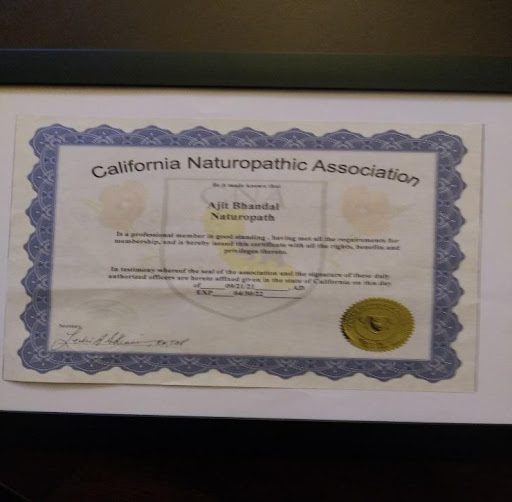 California Naturopathic Association
Be it made known that
Ajit Bhandal
Naturopath
Is a professional member in good standing - having met all the requirements for
membership, and is hereby issued this certificate with all the rights, benefits and
privileges thereto.
In testimony whereof the seal of the association and the signature of these duly
authorized officers are hereto affixed given in the state of California on this day
of 09/21/21 , AD
EXP 04/30/22
Secretary